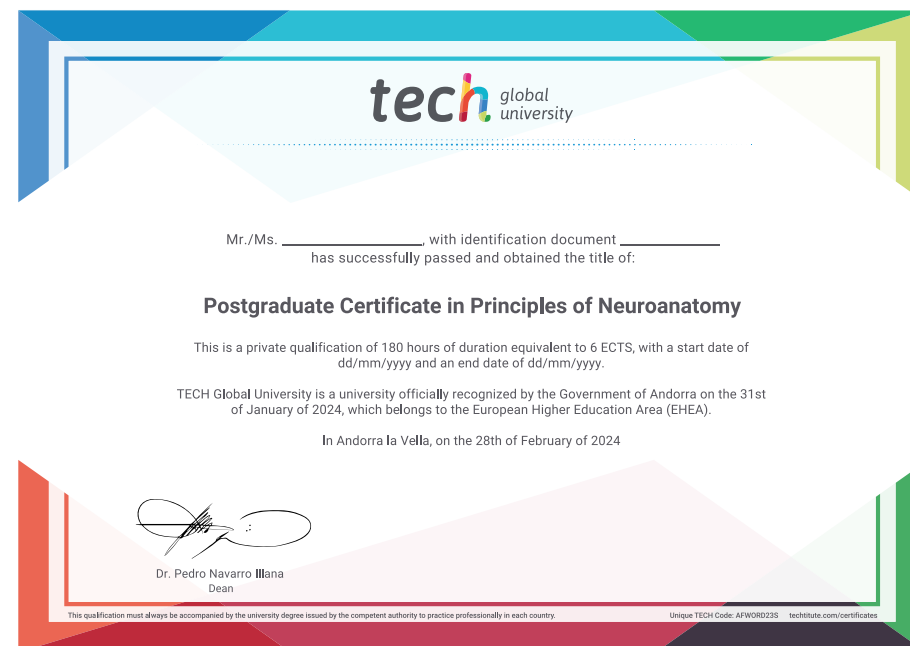 tech global
university
Mr./Ms. ____________________, with identification document ______________
has successfully passed and obtained the title of:
Postgraduate Certificate in Principles of Neuroanatomy
This is a private qualification of 180 hours of duration equivalent to 6 ECTS, with a start date of
dd/mm/yyyy and an end date of dd/mm/yyyy.
TECH Global University is a university officially recognized by the Government of Andorra on the 31st
of January of 2024, which belongs to the European Higher Education Area (EHEA).
In Andorra la Vella, on the 28th of February of 2024
Dr. Pedro Navarro Illana
Dean
This qualification must always be accompanied by the university degree issued by the competent authority to practice professionally in each country.
Unique TECH Code: AFWORD23S techtitute.com/certificates